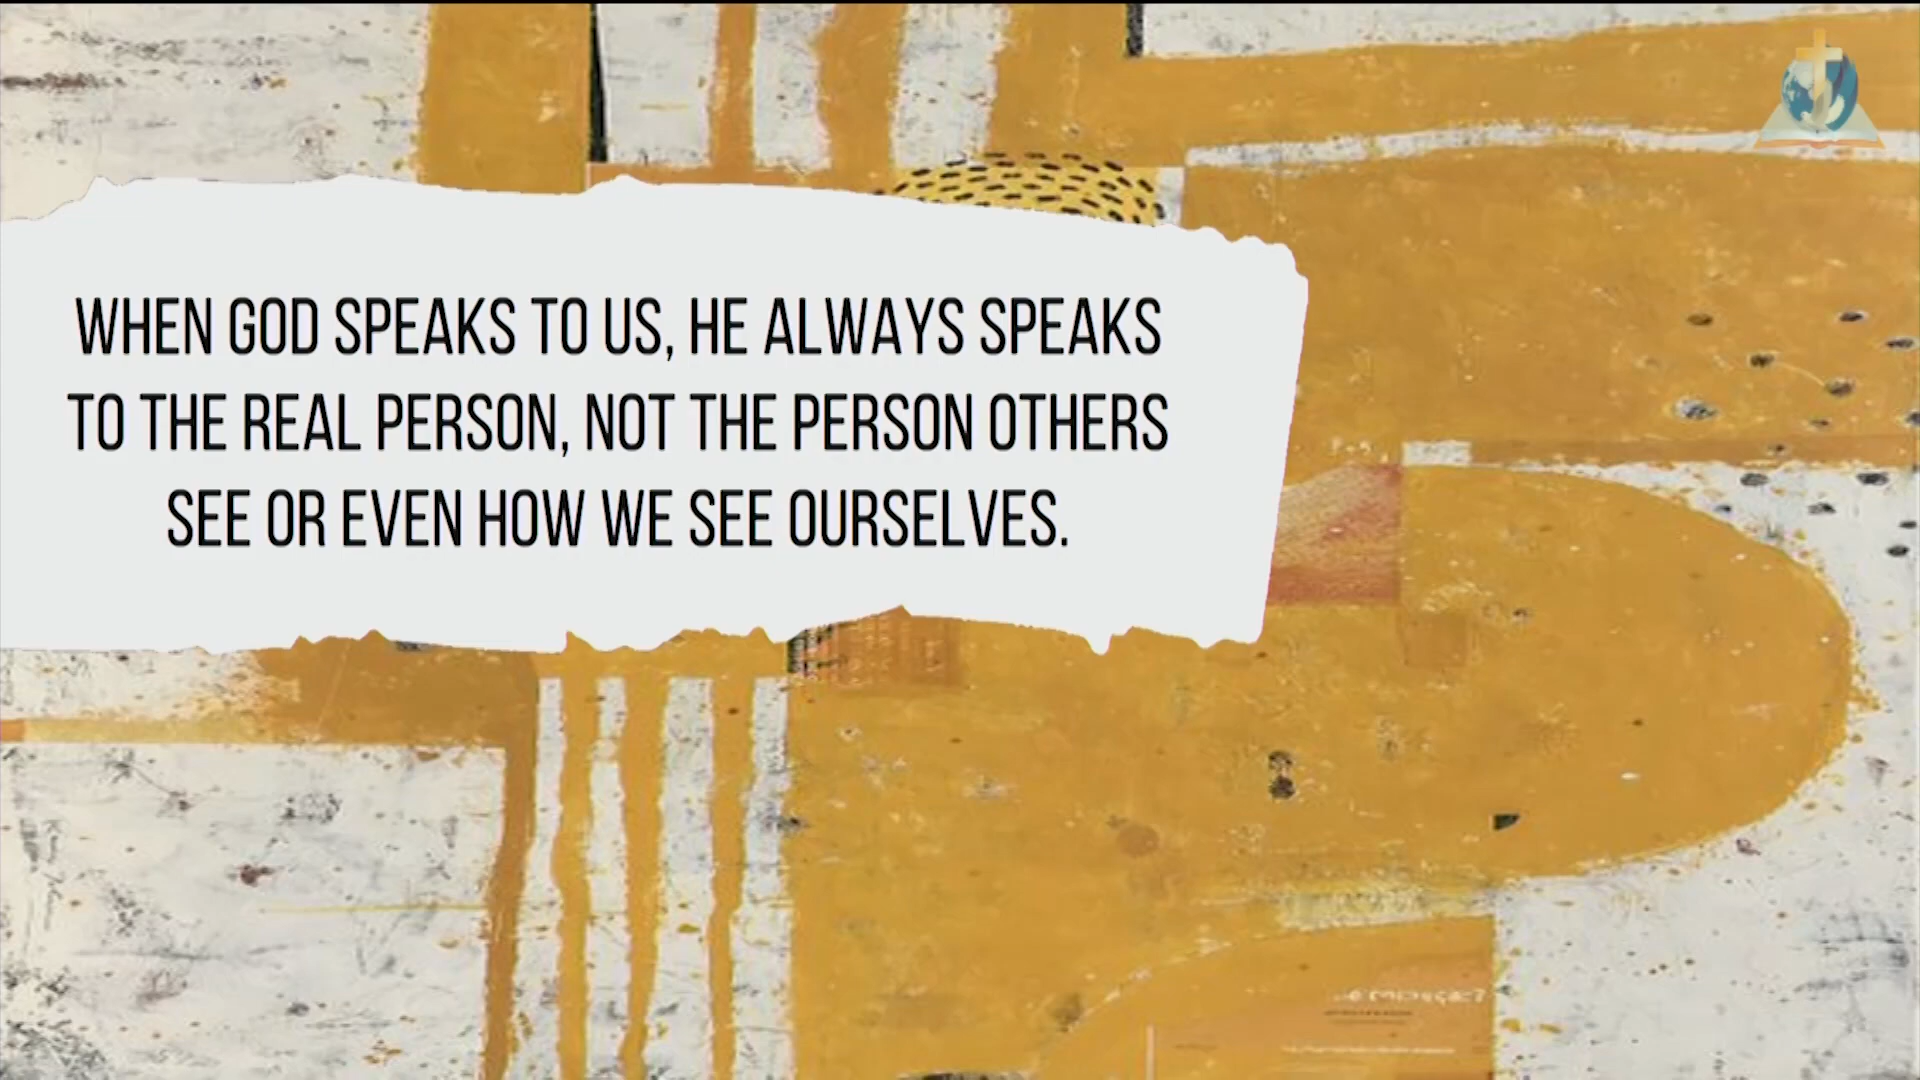 WHEN GOD SPEAKS TO US, HE ALWAYS SPEAKS
TO THE REAL PERSON, NOT THE PERSON OTHERS
SEE OR EVEN HOW WE SEE OURSELVES.